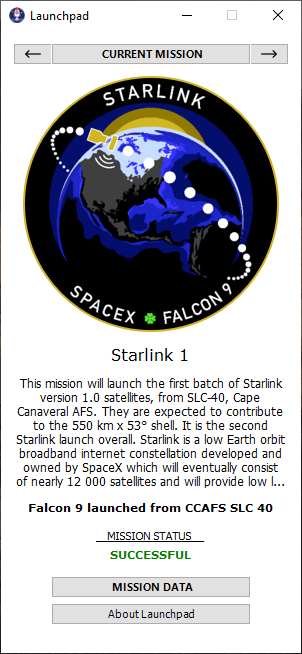 Launchpad
CURRENT MISSION
STARLINK
SPACEX FALCON 9
Starlink 1
This mission will launch the first batch of Starlink
version 1.0 satellites, from SLC-40, Cape
Canaveral AFS. They are expected to contribute
to the 550 km x 53° shell. It is the second
Starlink launch overall. Starlink is a low Earth orbit
broadband internet constellation developed and
owned by SpaceX which will eventually consist
of nearly 12 000 satellites and will provide low l...
Falcon 9 launched from CCAFS SLC 40
MISSION STATUS
SUCCESSFUL
MISSION DATA
About Launchpad